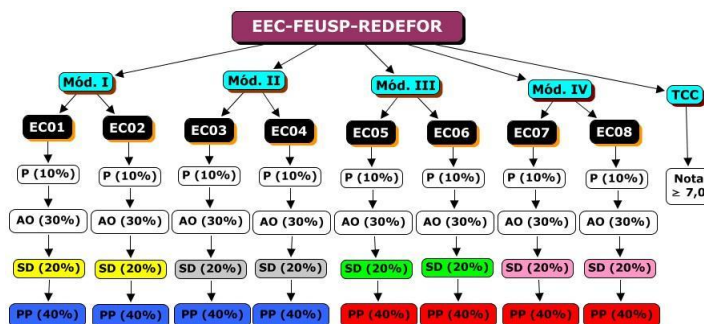 EEC-FEUSP-REDEFOR
Mód. I
Mód. II
Mód. III
Mód. IV
TCC
EC01
EC02
EC03
EC04
EC05
EC06
EC07
EC08
P (10%)
P (10%)
P (10%)
P (10%)
P (10%)
P (10%)
P (10%)
P (10%)
Nota
≥ 7,0
AO (30%)
AO (30%)
AO (30%)
AO (30%)
AO (30%)
AO (30%)
AO (30%)
AO (30%)
SD (20%)
SD (20%)
SD (20%)
SD (20%)
SD (20%)
SD (20%)
SD (20%)
SD (20%)
PP (40%)
PP (40%)
PP (40%)
PP (40%)
PP (40%)
PP (40%)
PP (40%)
PP (40%)